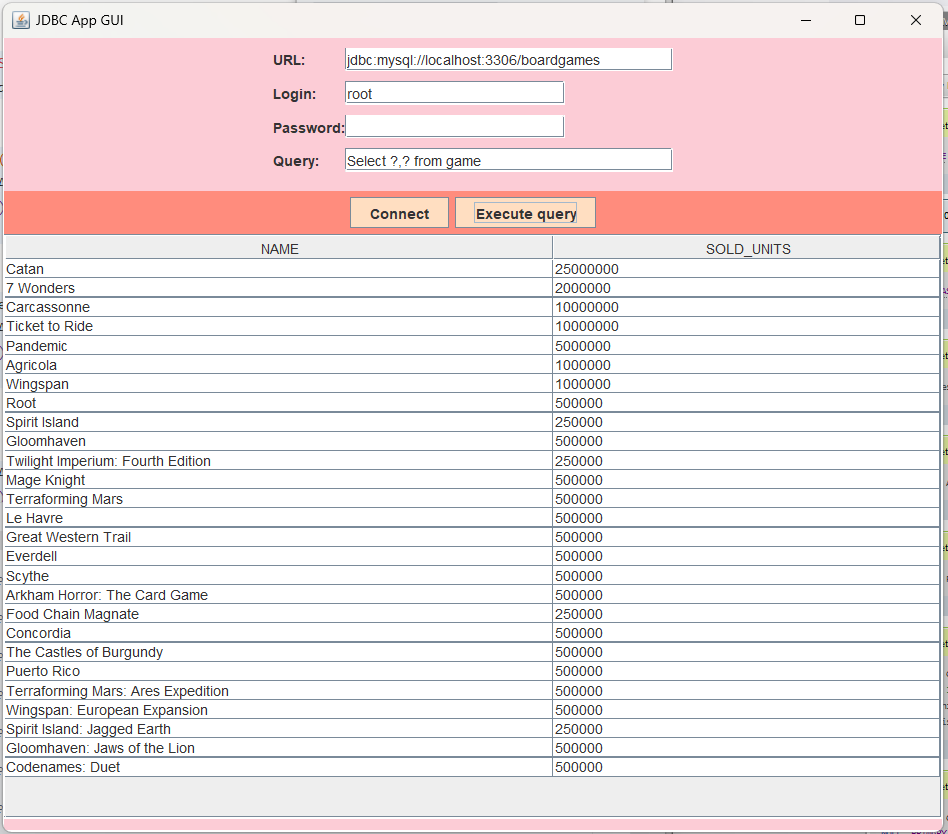 JDBC App GUI
URL: jdbc:mysql://localhost:3306/boardgames
Login: root
Password:
Query: Select ?,? from game
Connect Execute query
NAME SOLD_UNITS
Catan 25000000
7 Wonders 2000000
Carcassonne 10000000
Ticket to Ride 10000000
Pandemic 5000000
Agricola 1000000
Wingspan 1000000
Root 500000
Spirit Island 250000
Gloomhaven 500000
Twilight Imperium: Fourth Edition 250000
Mage Knight 500000
Terraforming Mars 500000
Le Havre 500000
Great Western Trail 500000
Everdell 500000
Scythe 500000
Arkham Horror: The Card Game 500000
Food Chain Magnate 250000
Concordia 500000
The Castles of Burgundy 500000
Puerto Rico 500000
Terraforming Mars: Ares Expedition 500000
Wingspan: European Expansion 500000
Spirit Island: Jagged Earth 250000
Gloomhaven: Jaws of the Lion 500000
Codenames: Duet 500000